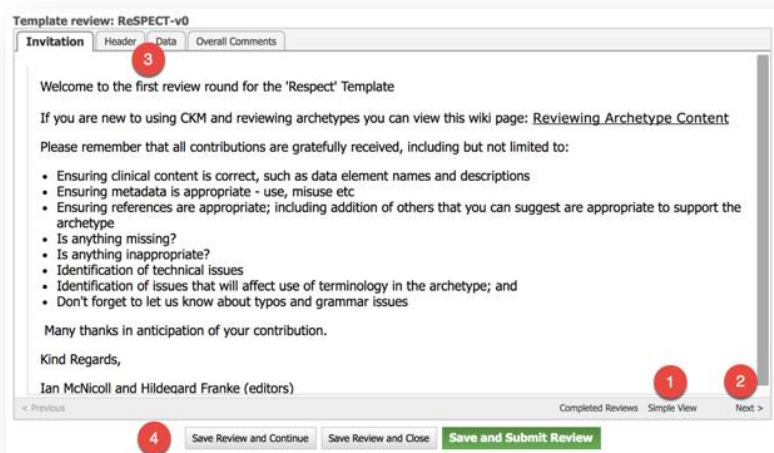 Template review: ReSPECT-v0
Invitation Header Data Overall Comments
3
Welcome to the first review round for the 'Respect' Template
If you are new to using CKM and reviewing archetypes you can view this wiki page: Reviewing Archetype Content
Please remember that all contributions are gratefully received, including but not limited to:
• Ensuring clinical content is correct, such as data element names and descriptions
• Ensuring metadata is appropriate - use, misuse etc
• Ensuring references are appropriate; including addition of others that you can suggest are appropriate to support the
archetype
• Is anything missing?
• Is anything inappropriate?
• Identification of technical issues
• Identification of issues that will affect use of terminology in the archetype; and
• Don't forget to let us know about typos and grammar issues
Many thanks in anticipation of your contribution.
Kind Regards,
Ian McNicoll and Hildegard Franke (editors)
1 2
< Previous Completed Reviews Simple View Next >
4 Save Review and Continue Save Review and Close Save and Submit Review